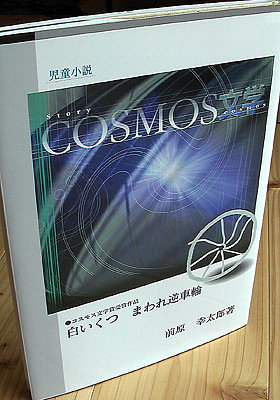 児童小説
Story
COSMOS文学
cosmos
●コスモス文学賞受賞作品
白いくつ まわれ逆車輪
前原 幸太郎著